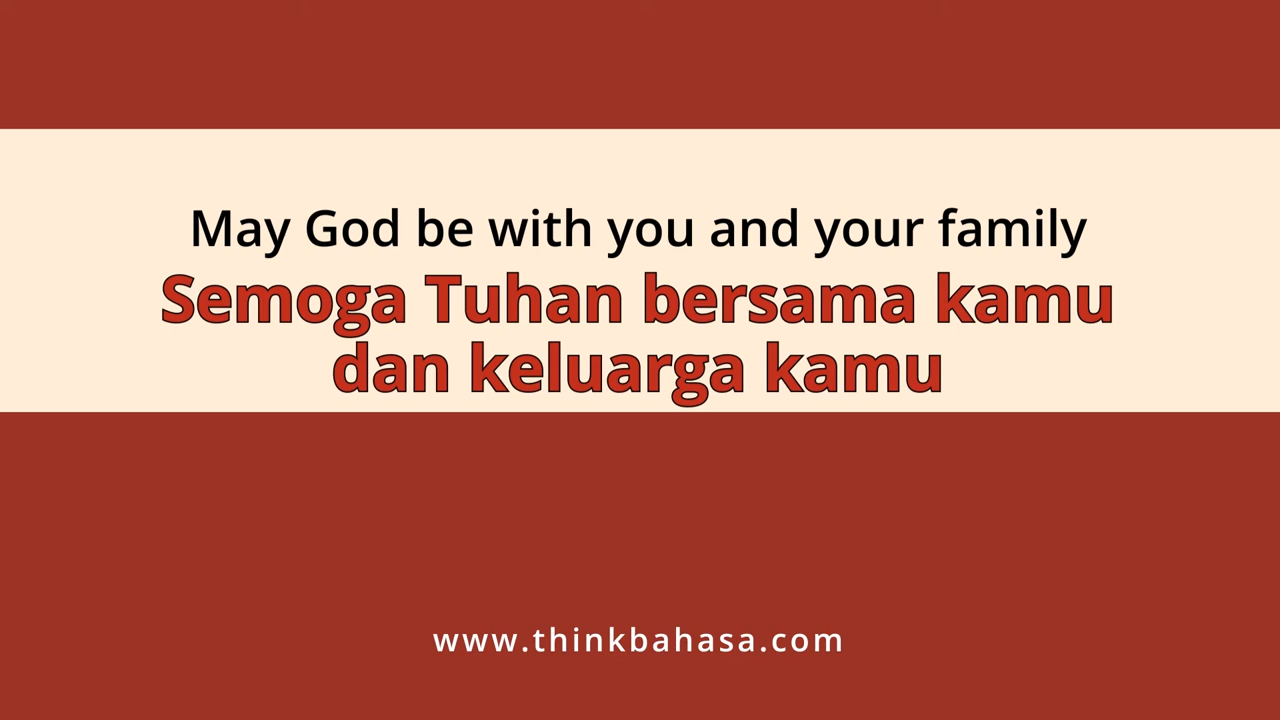 May God be with you and your family
Semoga Tuhan bersama kamu
dan keluarga kamu
www.thinkbahasa.com